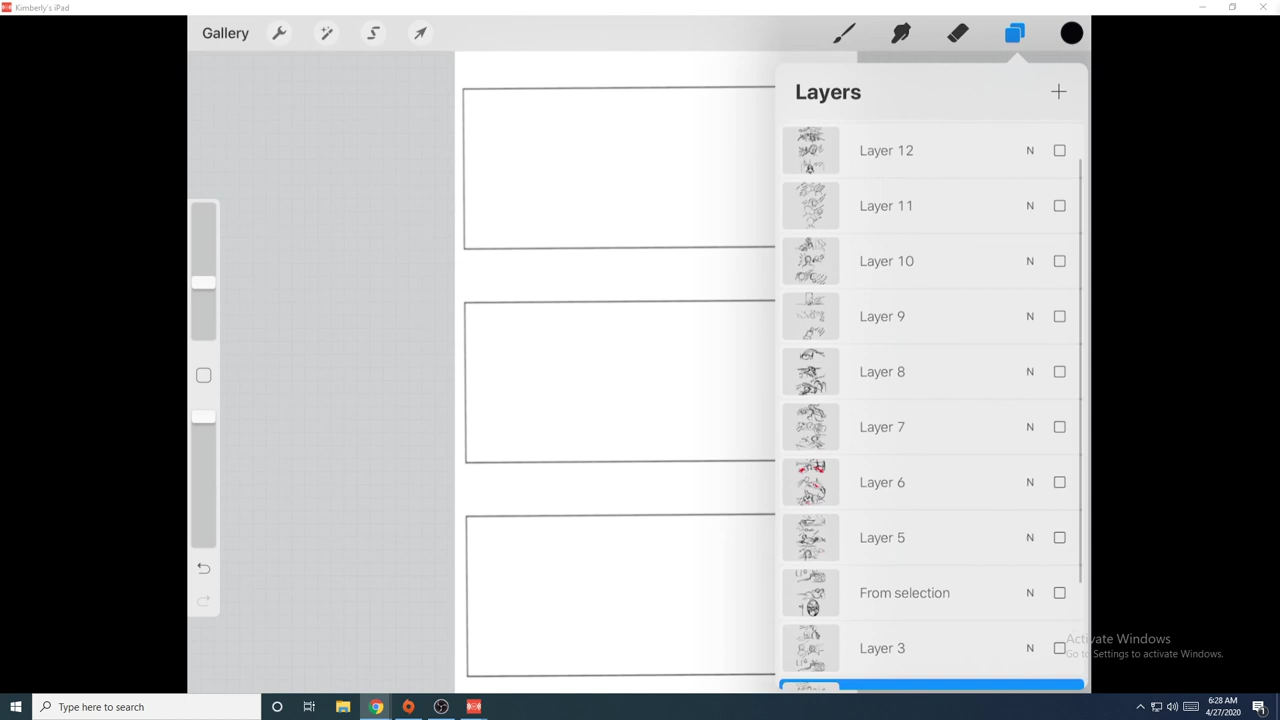 Kimberly's iPad
Gallery
Layers
Layer 12 N
Layer 11 N
Layer 10 N
Layer 9 N
Layer 8 N
Layer 7 N
Layer 6 N
Layer 5 N
From selection N
Layer 3 N
Activate Windows
Go to Settings to activate Windows.
Type here to search
6:28 AM
4/27/2020